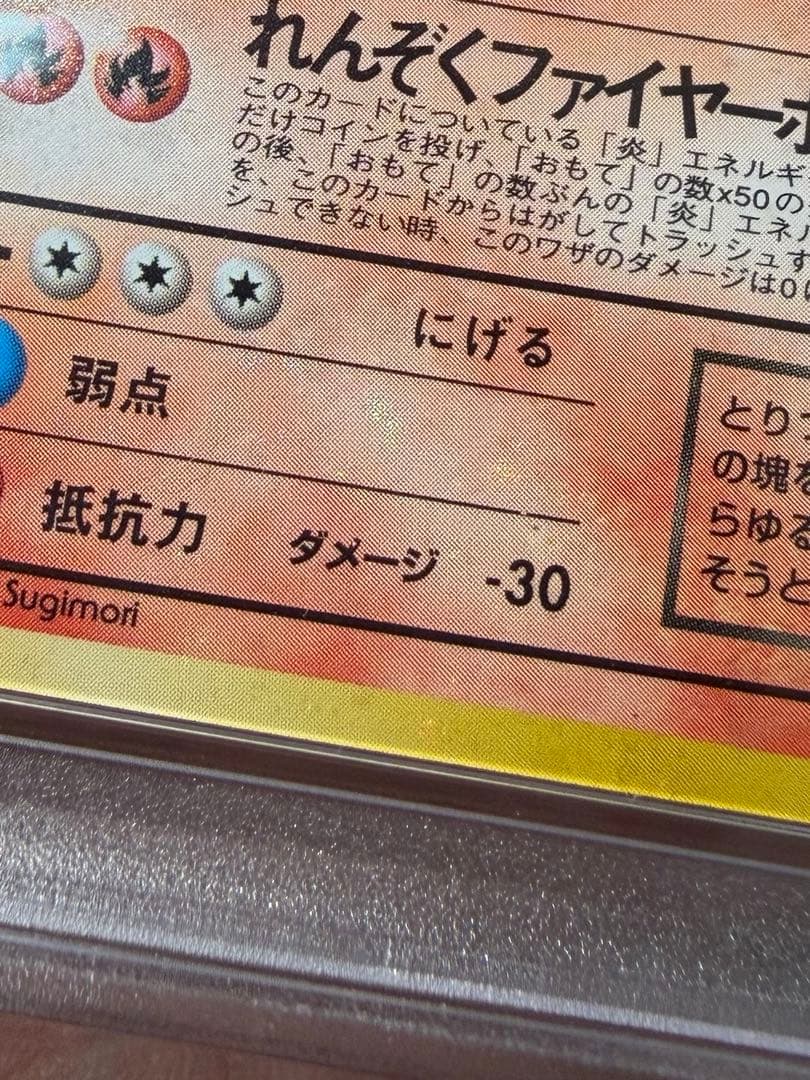 れんぞくファイヤーボ
このカードについている「炎」エネルギ
だけコインを投げ、「おもて」の数×50の
の後、「おもて」の数ぶんの「炎」エネル
を、このカードからはがしてトラッシュす
シュできない時、このワザのダメージは0に
にげる
弱点
抵抗力 ダメージ -30
Sugimori
とり
の塊を
らゆる
そうと